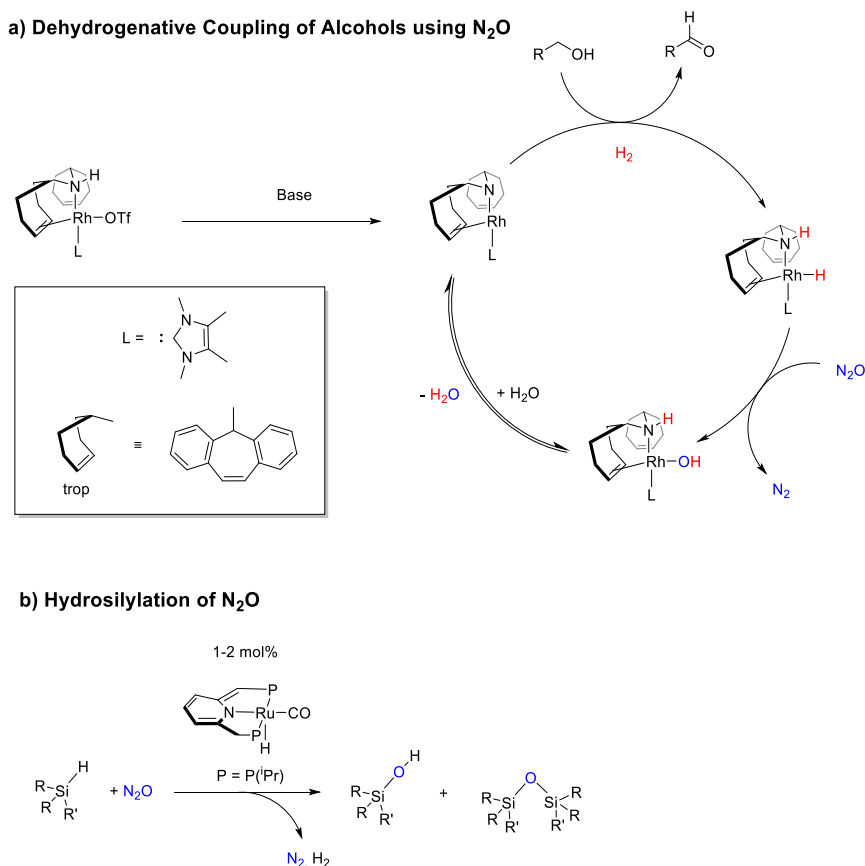 a) Dehydrogenative Coupling of Alcohols using N₂O
R OH
H
R O
H₂
N H
Rh OTf
L
Base
N
Rh
L
N H
Rh H
L
L = :
N
N
trop
≡
- H₂O + H₂O
N₂O
N₂
N H
Rh OH
L
b) Hydrosilylation of N₂O
1-2 mol%
P
N Ru CO
P
H
P = P(ⁱPr)
H
R Si
R R'
+ N₂O
N₂ H₂
H
O
R Si
R R'
+
O
R Si Si R
R R' R' R